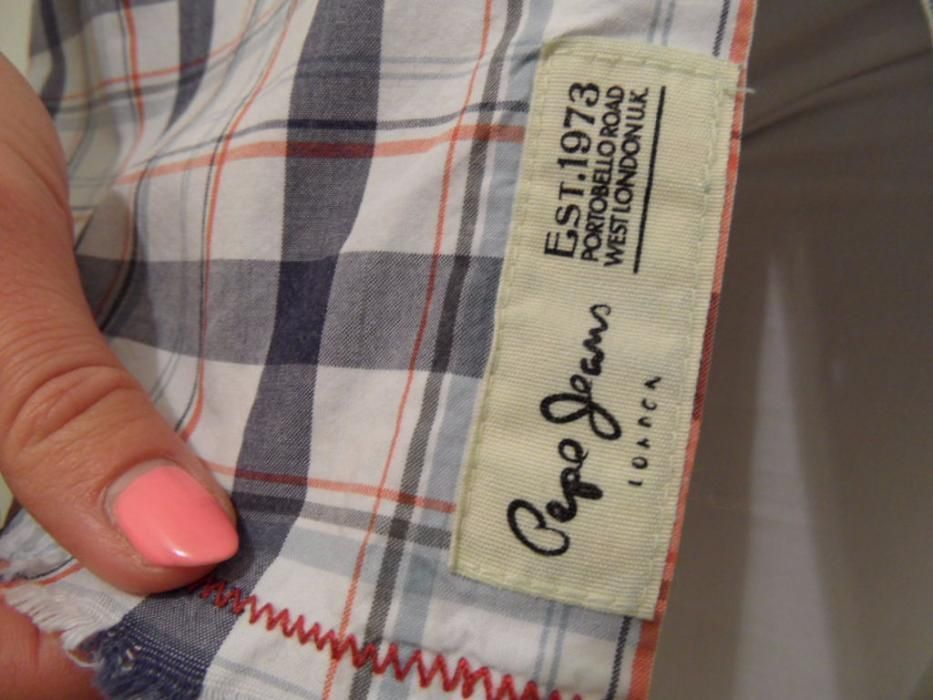 Pepe Jeans
LONDON
EST.1973
PORTOBELLO ROAD
WEST LONDON U.K.